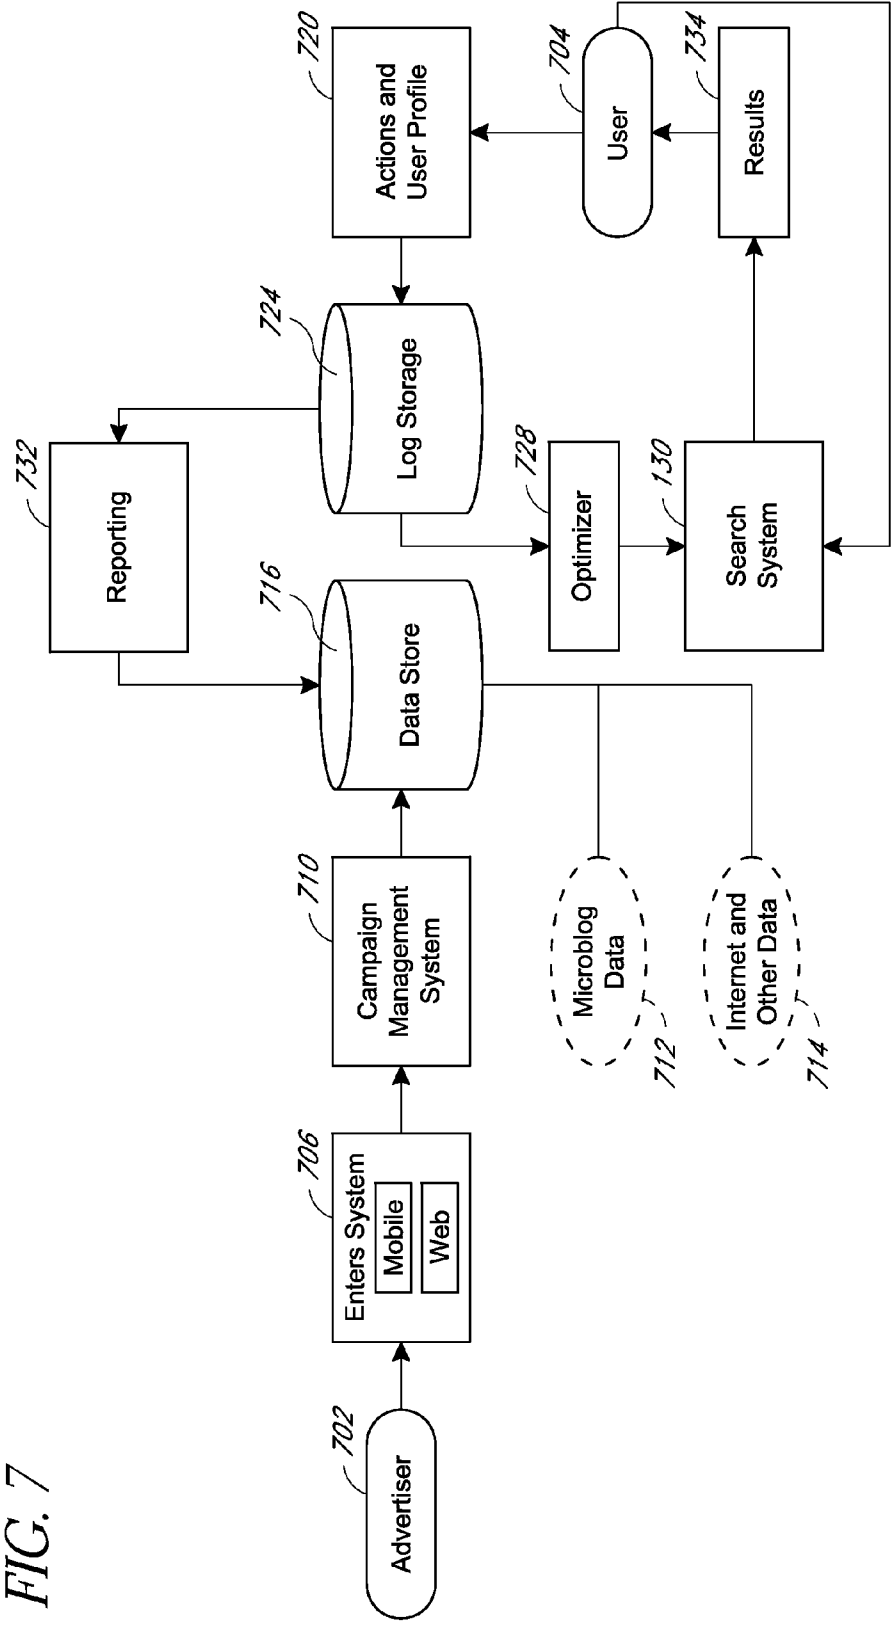 FIG. 7
732
Reporting
702
Advertiser
706
Enters System
Mobile
Web
710
Campaign
Management
System
716
Data Store
724
Log Storage
720
Actions and
User Profile
712
Microblog
Data
728
Optimizer
704
User
714
Internet and
Other Data
130
Search
System
734
Results